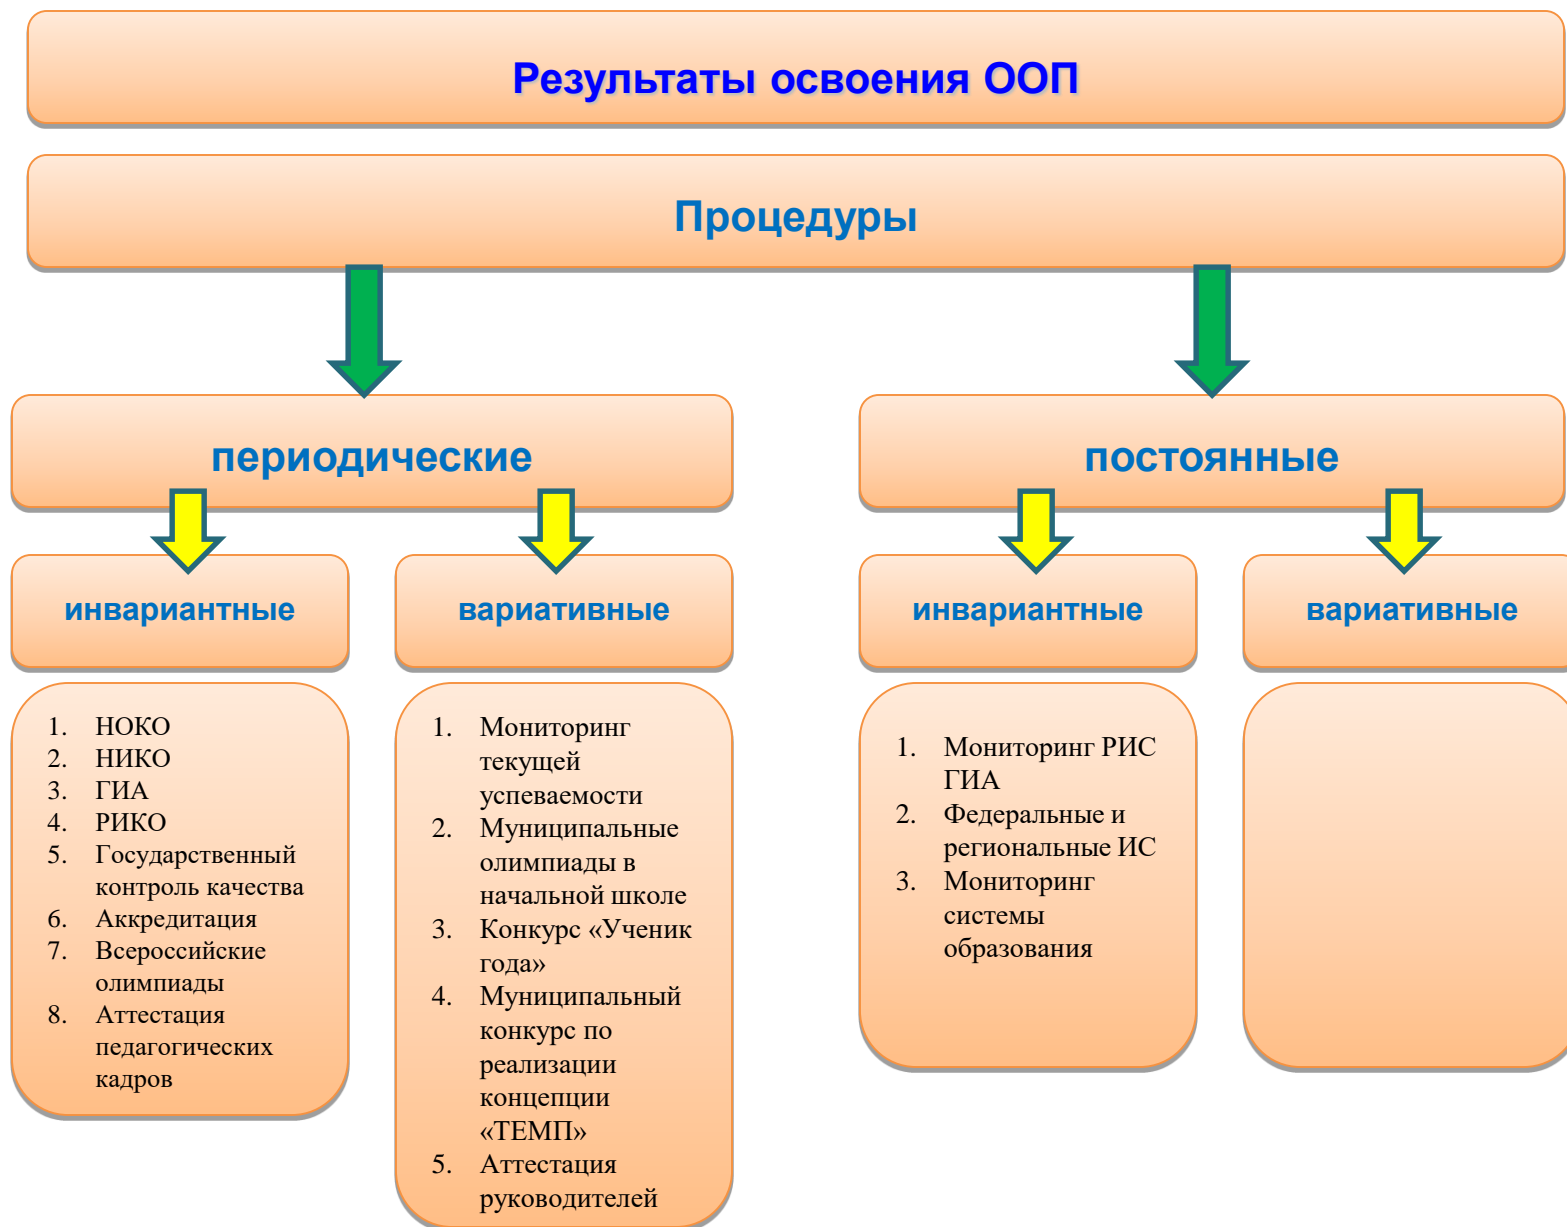 Результаты освоения ООП
Процедуры
периодические
постоянные
инвариантные
вариативные
инвариантные
вариативные
1. НОКО
2. НИКО
3. ГИА
4. РИКО
5. Государственный
контроль качества
6. Аккредитация
7. Всероссийские
олимпиады
8. Аттестация
педагогических
кадров
1. Мониторинг
текущей
успеваемости
2. Муниципальные
олимпиады в
начальной школе
3. Конкурс «Ученик
года»
4. Муниципальный
конкурс по
реализации
концепции
«ТЕМП»
5. Аттестация
руководителей
1. Мониторинг РИС
ГИА
2. Федеральные и
региональные ИС
3. Мониторинг
системы
образования